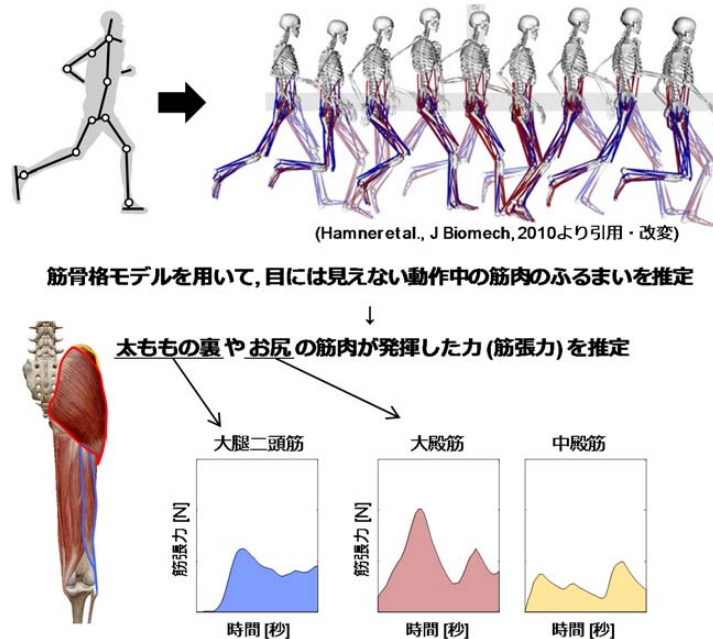 (Hamneretal., J Biomech, 2010より引用・改変)
筋骨格モデルを用いて, 目には見えない動作中の筋肉のふるまいを推定
↓
太ももの裏 や お尻 の筋肉が発揮した力 (筋張力) を推定
大腿二頭筋
大殿筋
中殿筋
筋張力 [N]
筋張力 [N]
時間 [秒]
時間 [秒]
時間 [秒]